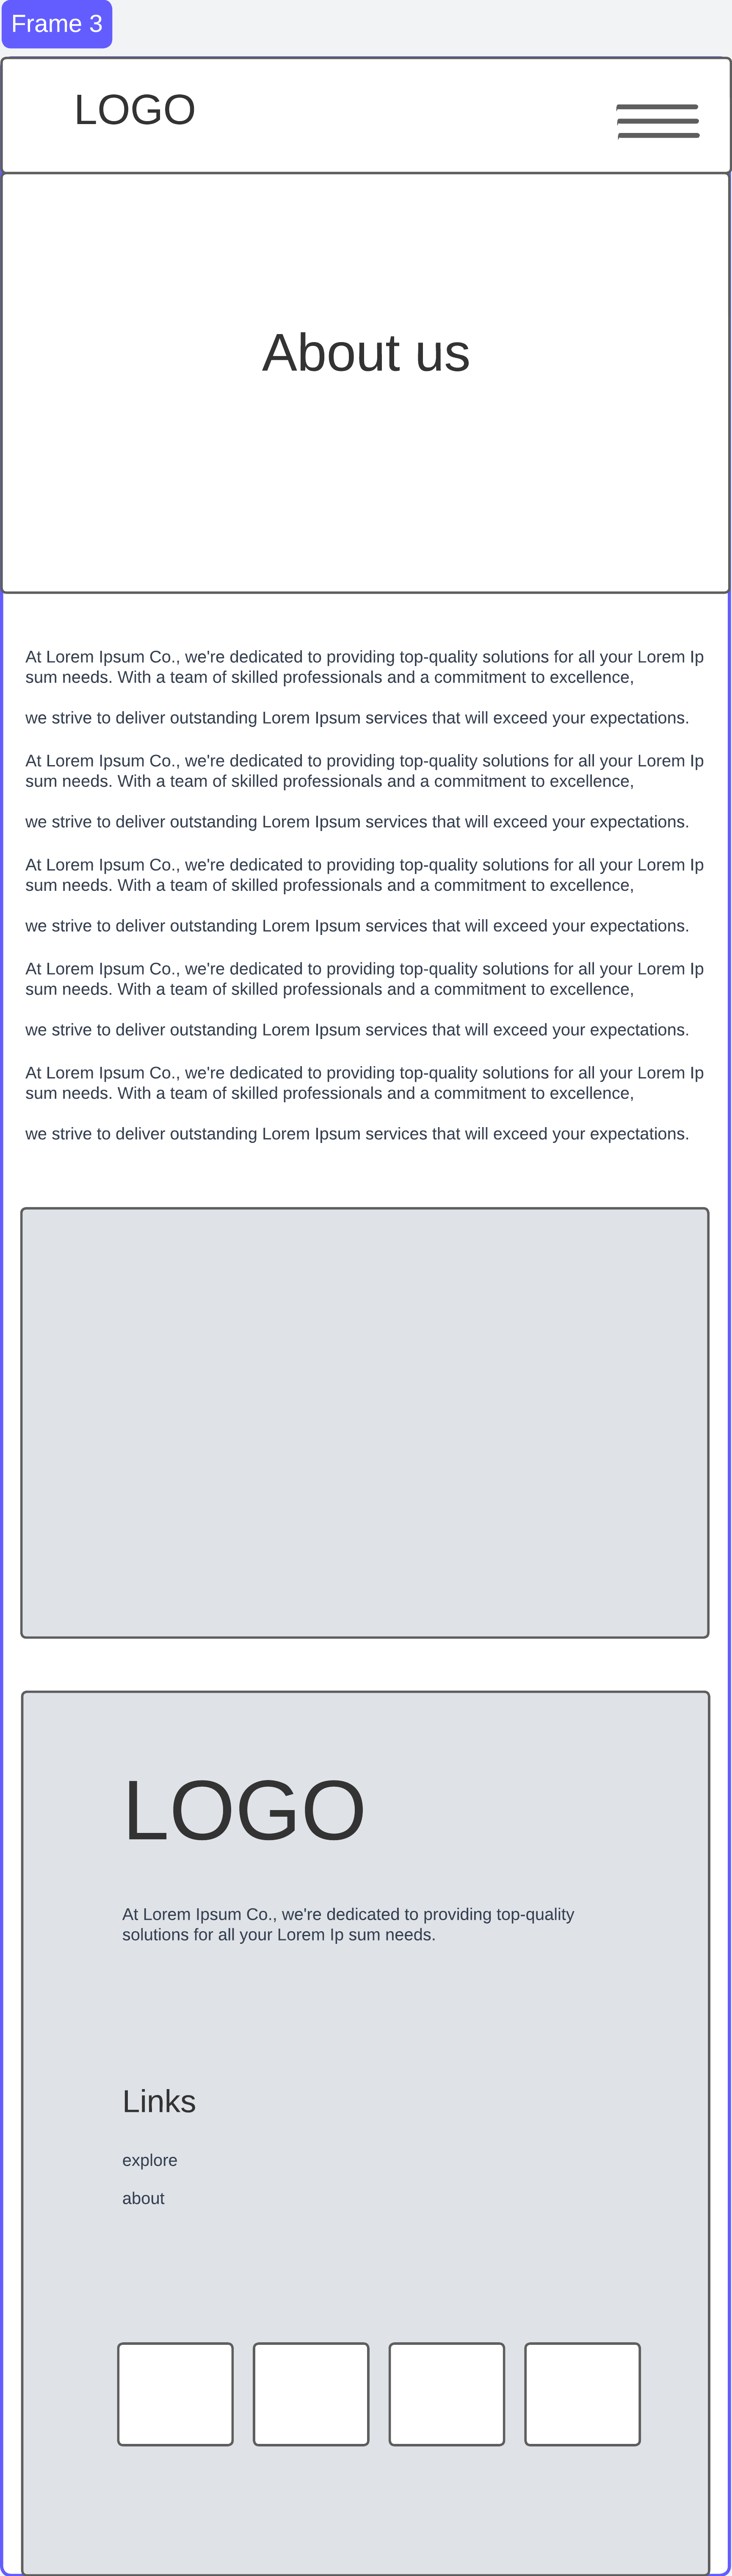 Frame 3
LOGO
About us
At Lorem Ipsum Co., we're dedicated to providing top-quality solutions for all your Lorem Ip
sum needs. With a team of skilled professionals and a commitment to excellence,
we strive to deliver outstanding Lorem Ipsum services that will exceed your expectations.
At Lorem Ipsum Co., we're dedicated to providing top-quality solutions for all your Lorem Ip
sum needs. With a team of skilled professionals and a commitment to excellence,
we strive to deliver outstanding Lorem Ipsum services that will exceed your expectations.
At Lorem Ipsum Co., we're dedicated to providing top-quality solutions for all your Lorem Ip
sum needs. With a team of skilled professionals and a commitment to excellence,
we strive to deliver outstanding Lorem Ipsum services that will exceed your expectations.
At Lorem Ipsum Co., we're dedicated to providing top-quality solutions for all your Lorem Ip
sum needs. With a team of skilled professionals and a commitment to excellence,
we strive to deliver outstanding Lorem Ipsum services that will exceed your expectations.
At Lorem Ipsum Co., we're dedicated to providing top-quality solutions for all your Lorem Ip
sum needs. With a team of skilled professionals and a commitment to excellence,
we strive to deliver outstanding Lorem Ipsum services that will exceed your expectations.
LOGO
At Lorem Ipsum Co., we're dedicated to providing top-quality
solutions for all your Lorem Ip sum needs.
Links
explore
about